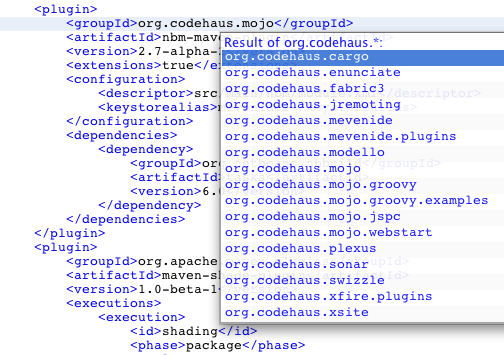 <plugin>
<groupId>org.codehaus.mojo</groupId>
<artifactId>nbm-mave
<version>2.7-alpha-
<extensions>true</exte
<configuration>
<descriptor>src
<keystorealias>
</configuration>
<dependencies>
<dependency>
<groupId>org
<artifactId>
<version>6.
</dependency>
</dependencies>
</plugin>
<plugin>
<groupId>org.apache
<artifactId>maven-sh
<version>1.0-beta-1
<executions>
<execution>
<id>shading</id>
<phase>package</phase>
Result of org.codehaus.*:
org.codehaus.cargo
org.codehaus.enunciate
org.codehaus.fabric3
org.codehaus.jremoting
org.codehaus.mevenide
org.codehaus.mevenide.plugins
org.codehaus.modello
org.codehaus.mojo
org.codehaus.mojo.groovy
org.codehaus.mojo.groovy.examples
org.codehaus.mojo.jspc
org.codehaus.mojo.webstart
org.codehaus.plexus
org.codehaus.sonar
org.codehaus.swizzle
org.codehaus.xfire.plugins
org.codehaus.xsite